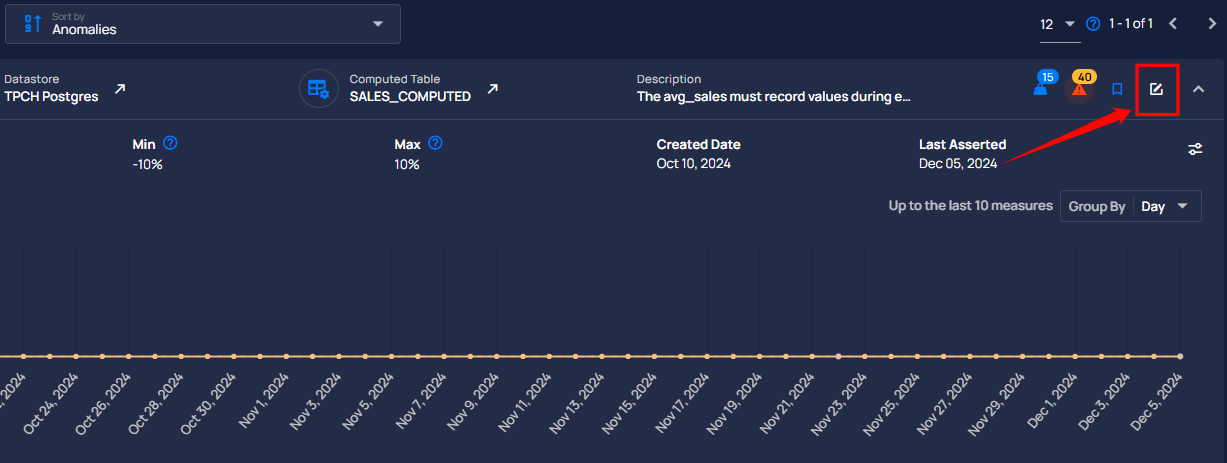 Sort by
Anomalies
12
1 - 1 of 1
Datastore
TPCH Postgres
Computed Table
SALES_COMPUTED
Description
The avg_sales must record values during e...
15
40
Min
-10%
Max
10%
Created Date
Oct 10, 2024
Last Asserted
Dec 05, 2024
Up to the last 10 measures
Group By Day
, 2024
Oct 24, 2024
Oct 26, 2024
Oct 28, 2024
Oct 30, 2024
Nov 1, 2024
Nov 3, 2024
Nov 5, 2024
Nov 7, 2024
Nov 9, 2024
Nov 11, 2024
Nov 13, 2024
Nov 15, 2024
Nov 17, 2024
Nov 19, 2024
Nov 21, 2024
Nov 23, 2024
Nov 25, 2024
Nov 27, 2024
Nov 29, 2024
Dec 1, 2024
Dec 3, 2024
Dec 5, 2024